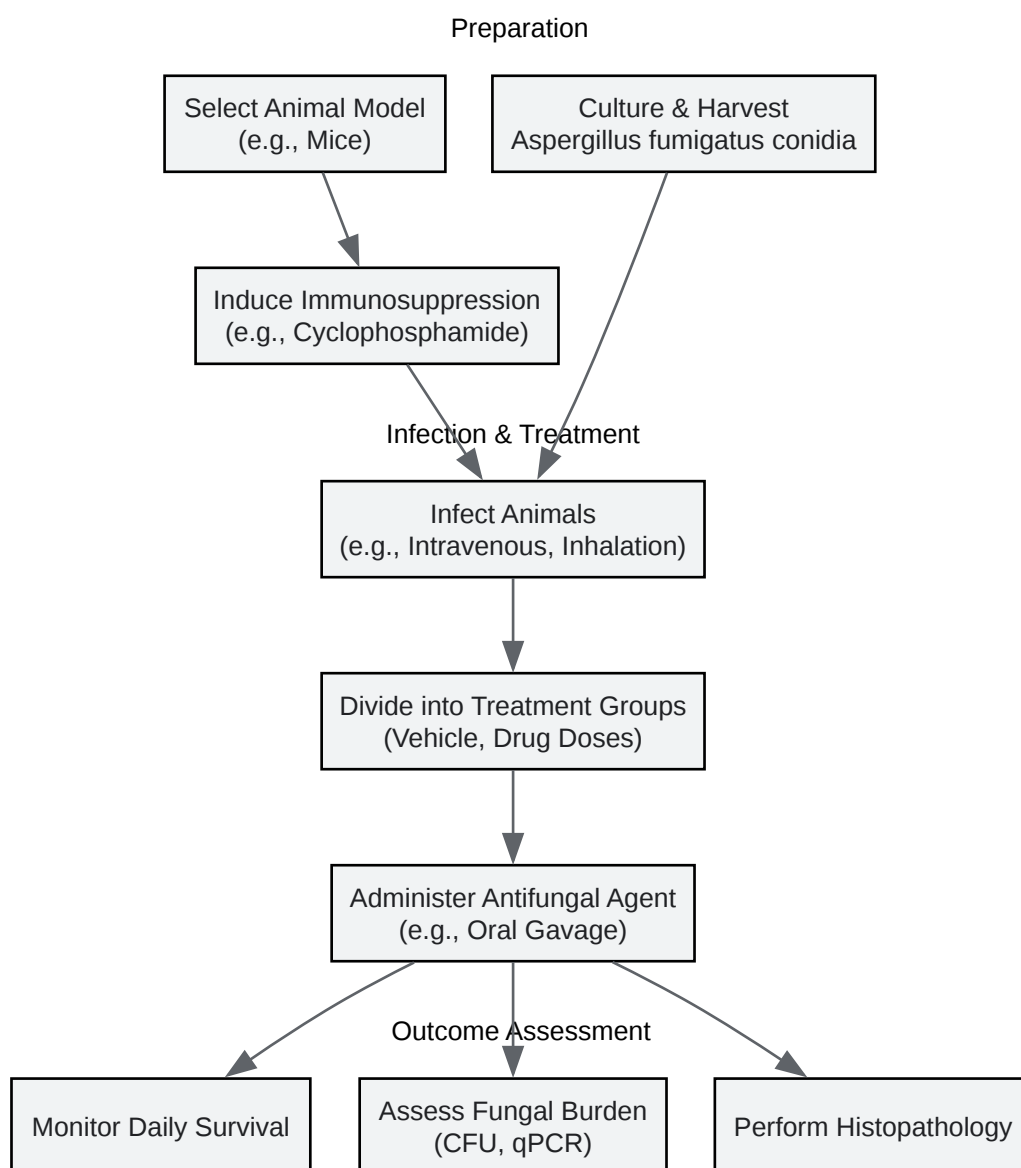 Preparation
Select Animal Model
(e.g., Mice)
Culture & Harvest
Aspergillus fumigatus conidia
Induce Immunosuppression
(e.g., Cyclophosphamide)
Infection & Treatment
Infect Animals
(e.g., Intravenous, Inhalation)
Divide into Treatment Groups
(Vehicle, Drug Doses)
Administer Antifungal Agent
(e.g., Oral Gavage)
Outcome Assessment
Monitor Daily Survival
Assess Fungal Burden
(CFU, qPCR)
Perform Histopathology